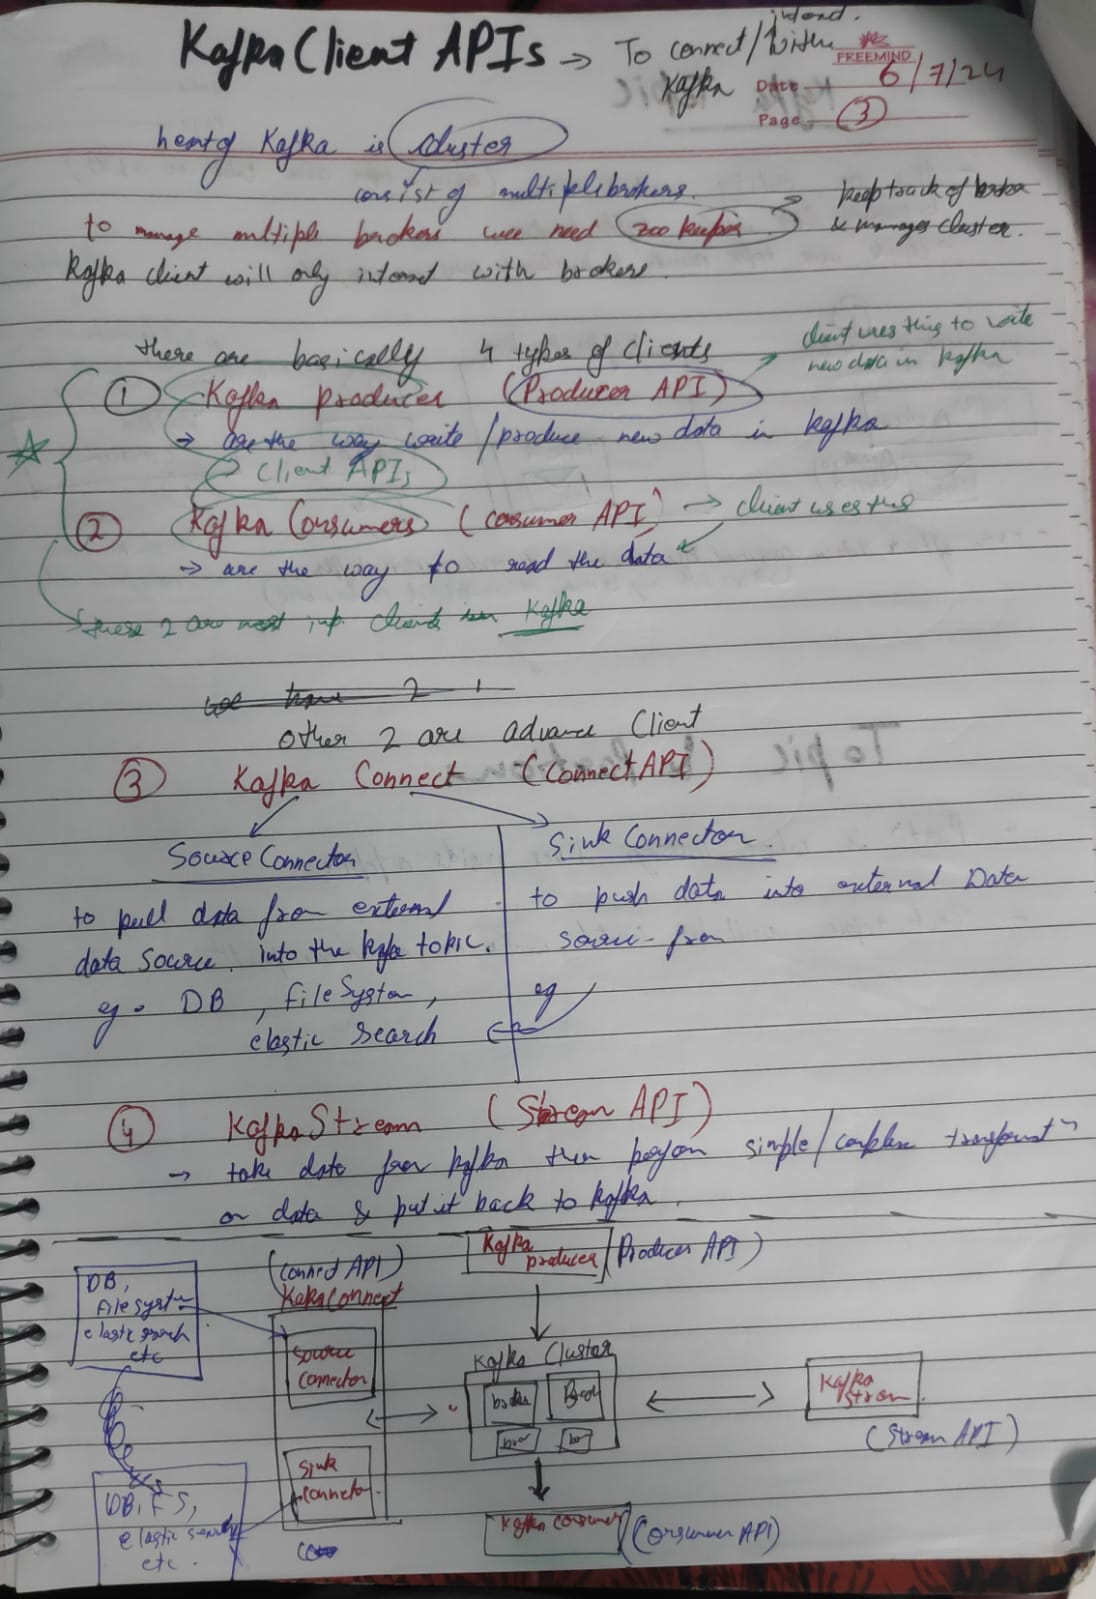 Kafka Client APIs → To connect/interact with Kafka
FREEMIND
Date 6/7/24
Page 3
heart of Kafka is cluster
consist of multiple brokers.
to manage multiple brokers wee need zoo keeper → keep track of broker & manages cluster.
Kafka client will only interact with brokers.
there are basically 4 types of clients
① Kafka producer (Producer API) → client uses this to write new data in kafka
→ are the way write/produce new data in kafka
→ Client APIs
② Kafka Consumers (consumer API) → client uses this
→ are the way to read the data
→ these 2 are most imp. clients in Kafka
we have 2
other 2 are advance Client
③ Kafka Connect (Connect API)
Source Connector
to pull data from external
data source. into the kafka topic.
eg. DB, file System,
elastic search
Sink Connector.
to push data into external Data
source from
eg
④ Kafka Stream (Stream API)
→ take data from kafka then perform simple/complex transformatn
on data & put it back to kafka.
Kafka producer (Producer API)
(Connect API)
Kafka Connect
DB,
File system
elastic search
etc
Source
Connector
Kafka Cluster
broker
Brok
bro
br
Kafka
Stream
(Stream API)
Sink
Connector.
DB, F S,
elastic search
etc.
Kafka consumer (Consumer API)